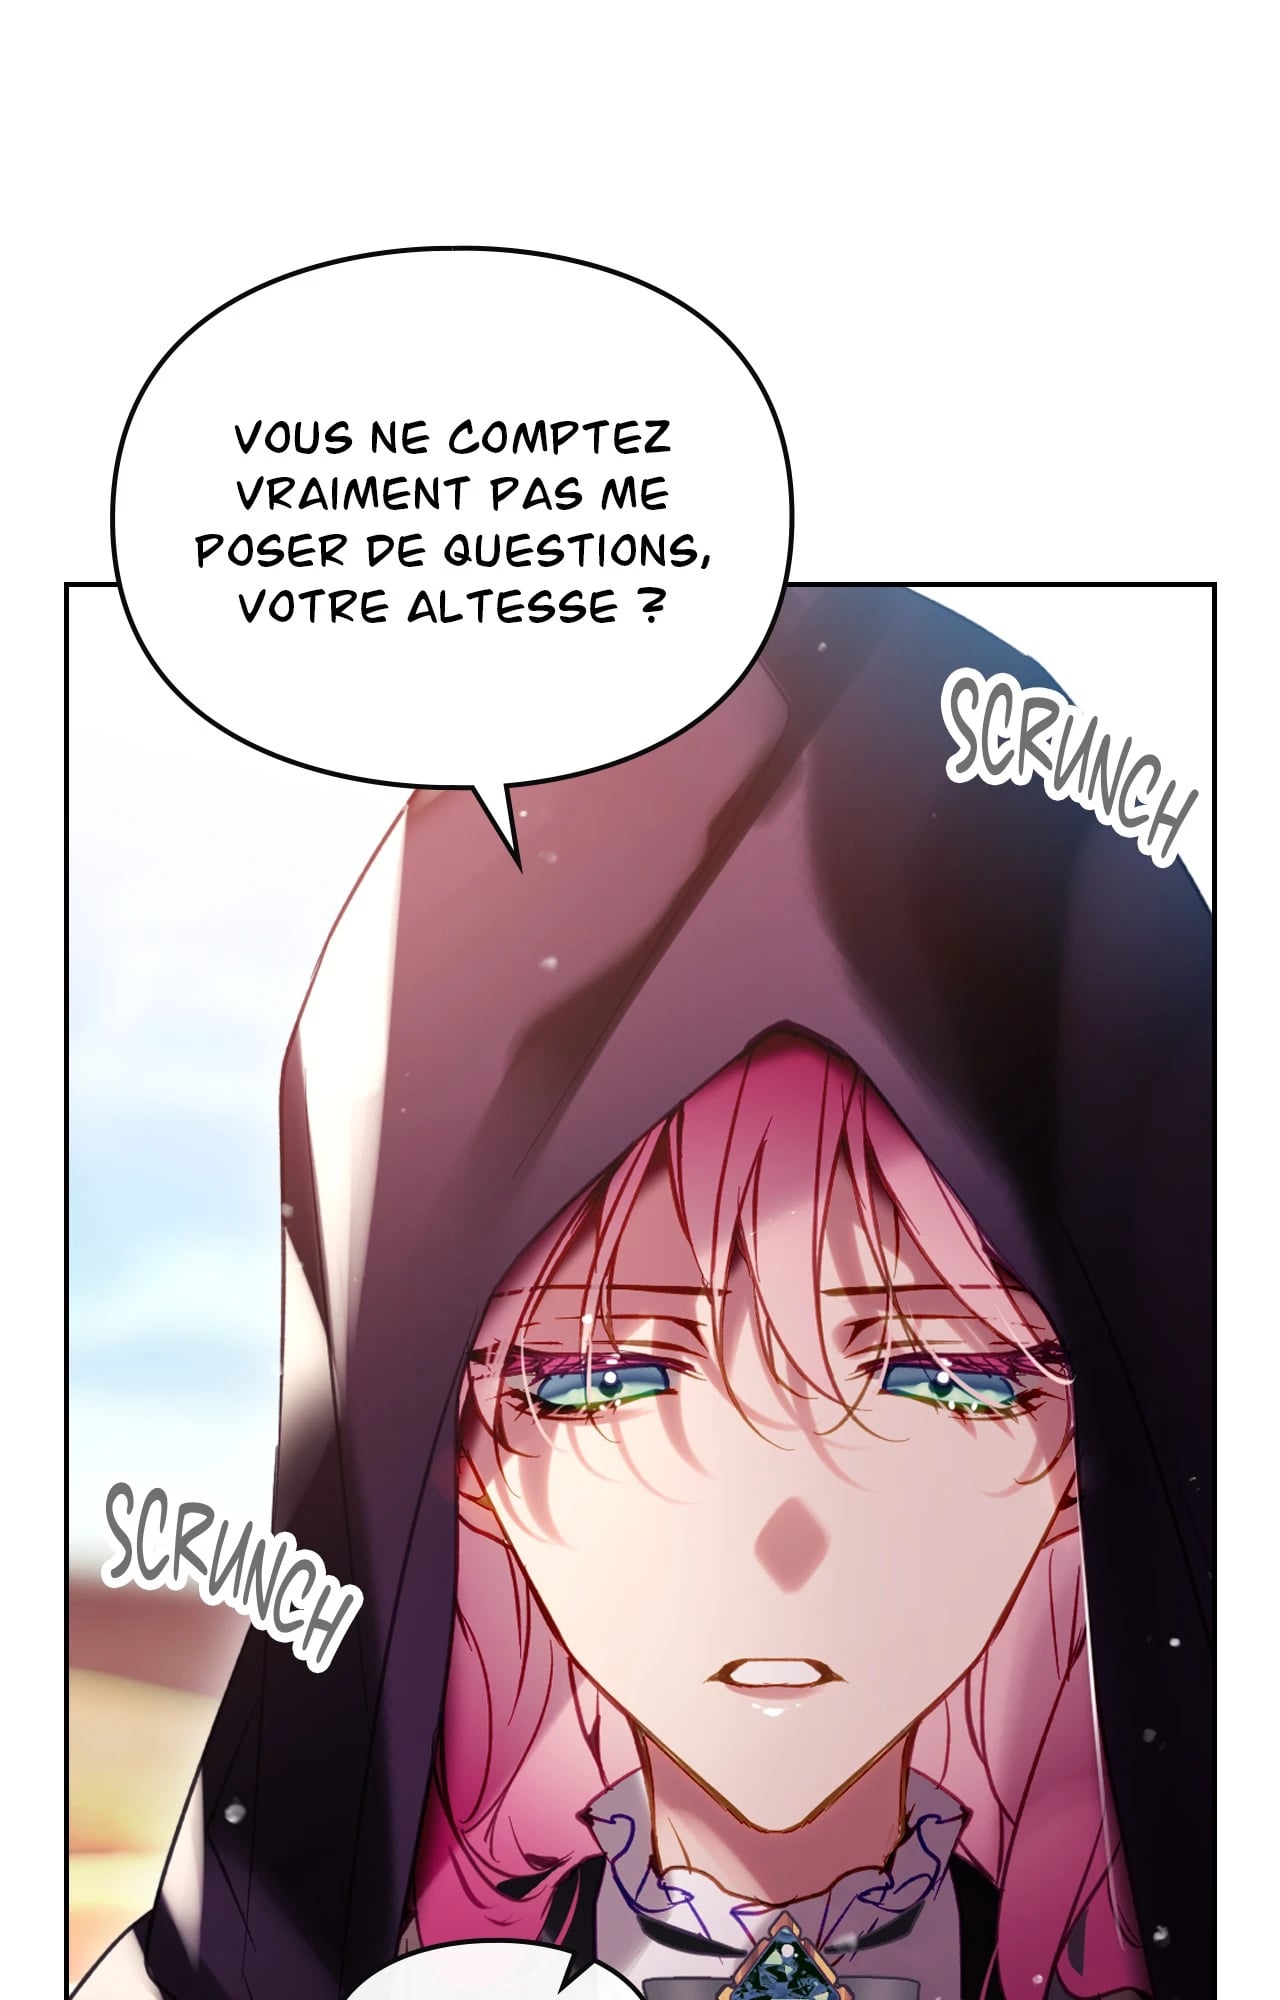 VOUS NE COMPTEZ
VRAIMENT PAS ME
POSER DE QUESTIONS,
VOTRE ALTESSE ?
SCRUNCH
SCRUNCH